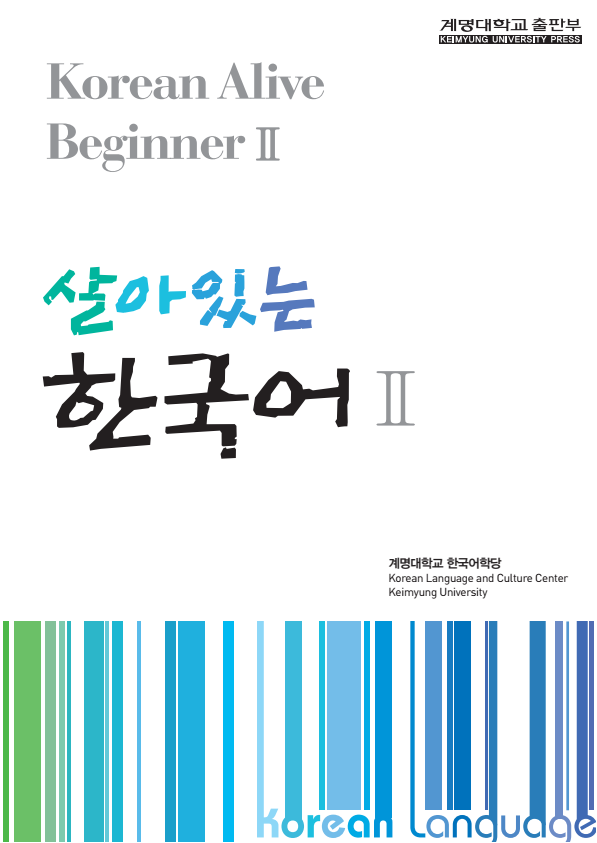 계명대학교 출판부
KEIMYUNG UNIVERSITY PRESS
Korean Alive
Beginner Ⅱ
살아있는
한국어 Ⅱ
계명대학교 한국어학당
Korean Language and Culture Center
Keimyung University
Korean Language